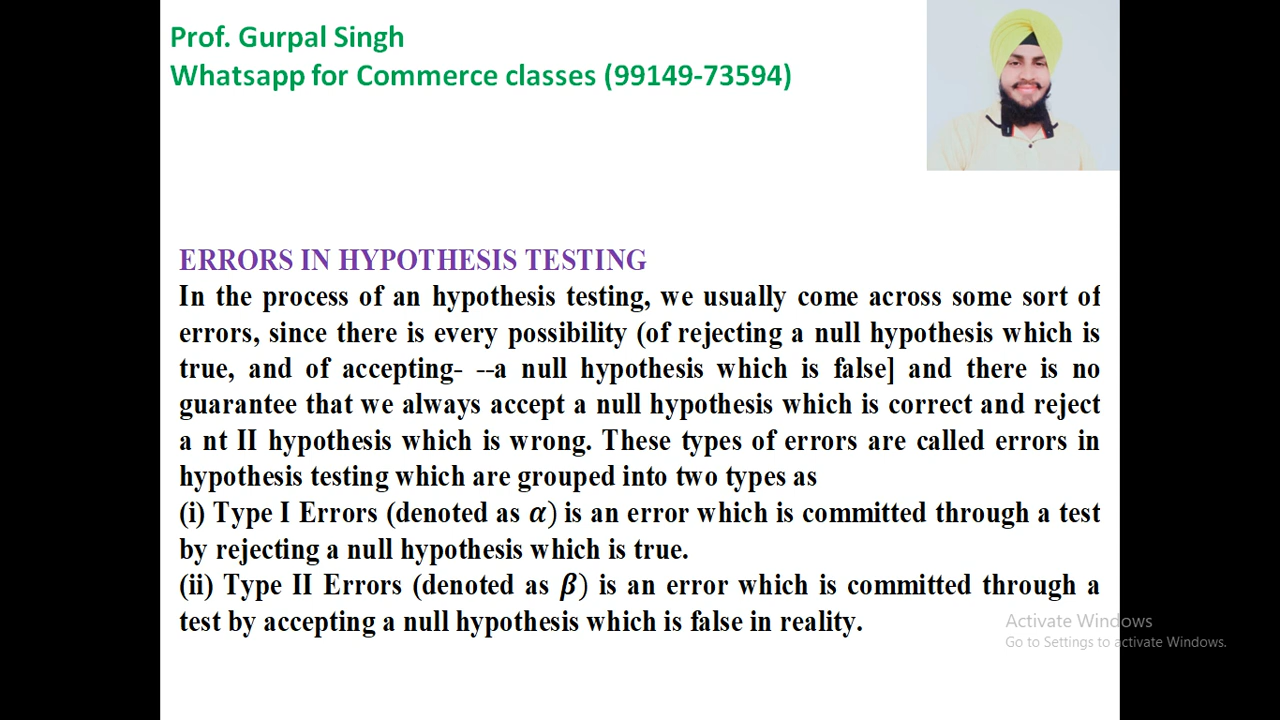 Prof. Gurpal Singh
Whatsapp for Commerce classes (99149-73594)
ERRORS IN HYPOTHESIS TESTING
In the process of an hypothesis testing, we usually come across some sort of
errors, since there is every possibility (of rejecting a null hypothesis which is
true, and of accepting- --a null hypothesis which is false] and there is no
guarantee that we always accept a null hypothesis which is correct and reject
a nt II hypothesis which is wrong. These types of errors are called errors in
hypothesis testing which are grouped into two types as
(i) Type I Errors (denoted as α) is an error which is committed through a test
by rejecting a null hypothesis which is true.
(ii) Type II Errors (denoted as β) is an error which is committed through a
test by accepting a null hypothesis which is false in reality.
Activate Windows
Go to Settings to activate Windows.